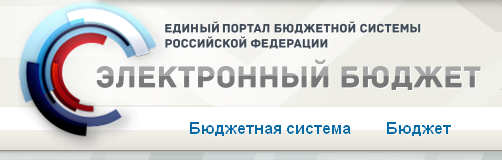 ЕДИНЫЙ ПОРТАЛ БЮДЖЕТНОЙ СИСТЕМЫ
РОССИЙСКОЙ ФЕДЕРАЦИИ
ЭЛЕКТРОННЫЙ БЮДЖЕТ
Бюджетная система Бюджет